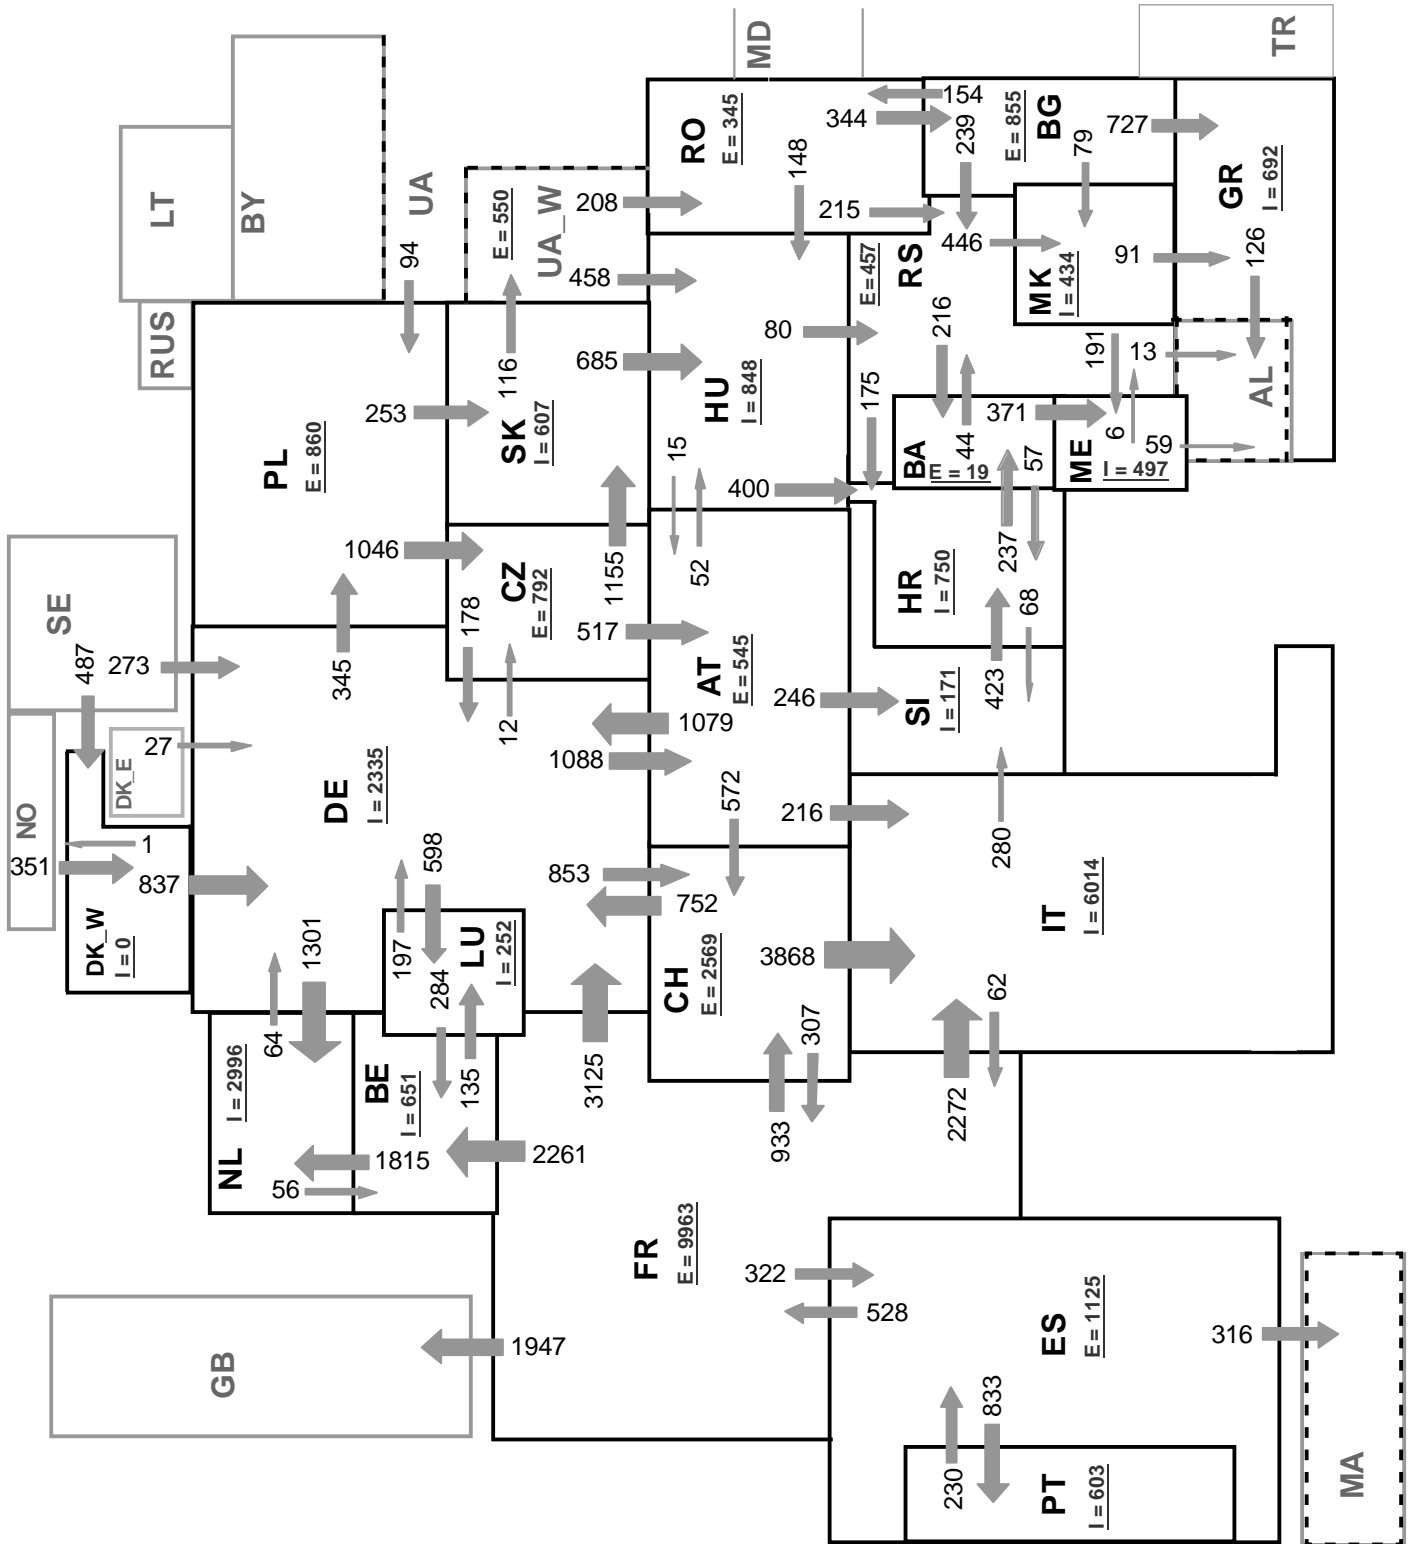 MD
TR
LT
BY
UA
RUS
UA_W
E = 550
RO
E = 345
BG
E = 855
GR
I = 692
154
344
239
727
79
148
208
215
446
91
126
94
458
RS
E = 457
MK
I = 434
116
80
216
191
13
AL
685
HU
I = 848
253
SK
I = 607
175
44
371
6
59
PL
E = 860
BA
E = 19
57
ME
I = 497
15
400
52
1155
1046
CZ
E = 792
237
HR
I = 750
68
SE
487
273
345
178
517
12
AT
E = 545
246
SI
I = 171
423
1079
1088
27
DK_E
NO
351
1
837
DK_W
I = 0
DE
I = 2335
572
216
280
598
853
752
197
284
LU
I = 252
1301
64
CH
E = 2569
3868
IT
I = 6014
62
307
NL
I = 2996
BE
I = 651
135
3125
933
2272
1815
56
2261
FR
E = 9963
322
528
ES
E = 1125
316
GB
1947
833
230
PT
I = 603
MA